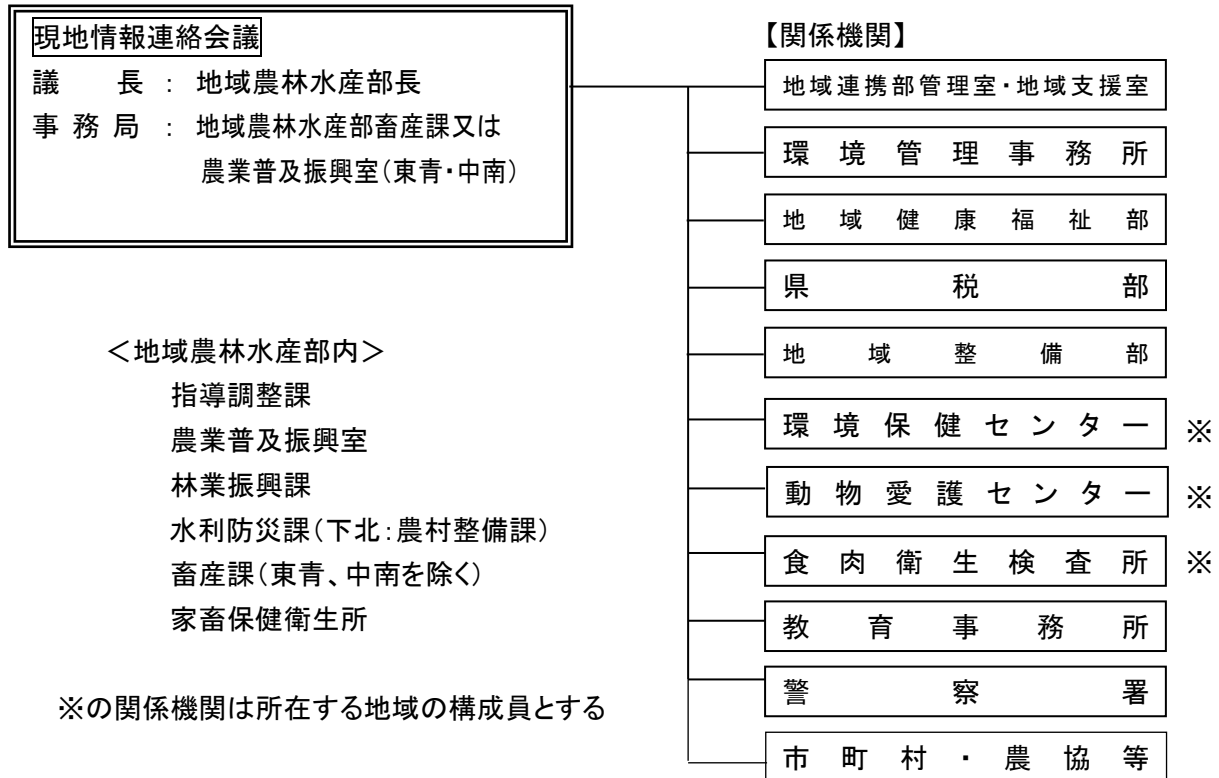 現地情報連絡会議
議長：地域農林水産部長
事務局：地域農林水産部畜産課又は
農業普及振興室(東青・中南)
＜地域農林水産部内＞
指導調整課
農業普及振興室
林業振興課
水利防災課(下北:農村整備課)
畜産課(東青、中南を除く)
家畜保健衛生所
※の関係機関は所在する地域の構成員とする
【関係機関】
地域連携部管理室・地域支援室
環境管理事務所
地域健康福祉部
県税部
地域整備部
環境保健センター ※
動物愛護センター ※
食肉衛生検査所 ※
教育事務所
警察署
市町村・農協等